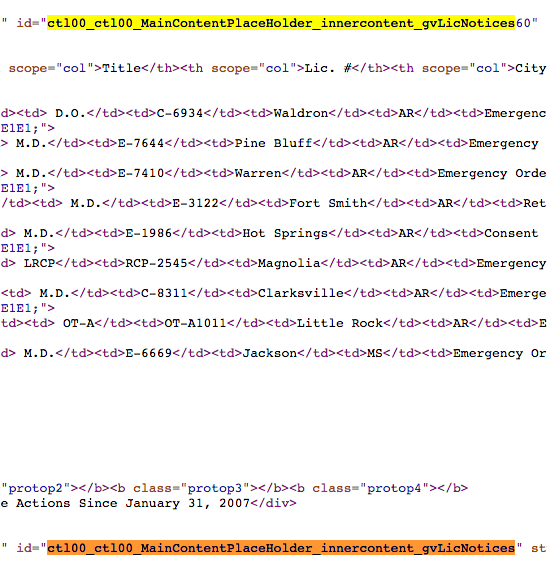 " id="ctl00_ctl00_MainContentPlaceHolder_innercontent_gvLicNotices60"
scope="col">Title</th><th scope="col">Lic. #</th><th scope="col">City
d><td> D.O.</td><td>C-6934</td><td>Waldron</td><td>AR</td><td>Emergenc
E1E1;">
> M.D.</td><td>E-7644</td><td>Pine Bluff</td><td>AR</td><td>Emergency
> M.D.</td><td>E-7410</td><td>Warren</td><td>AR</td><td>Emergency Orde
E1E1;">
/td><td> M.D.</td><td>E-3122</td><td>Fort Smith</td><td>AR</td><td>Ret
d> M.D.</td><td>E-1986</td><td>Hot Springs</td><td>AR</td><td>Consent
E1E1;">
d> LRCP</td><td>RCP-2545</td><td>Magnolia</td><td>AR</td><td>Emergency
<td> M.D.</td><td>C-8311</td><td>Clarksville</td><td>AR</td><td>Emerge
E1E1;">
td><td> OT-A</td><td>OT-A1011</td><td>Little Rock</td><td>AR</td><td>E
d> M.D.</td><td>E-6669</td><td>Jackson</td><td>MS</td><td>Emergency Or
"protop2"></b><b class="protop3"></b><b class="protop4"></b>
e Actions Since January 31, 2007</div>
" id="ctl00_ctl00_MainContentPlaceHolder_innercontent_gvLicNotices" st